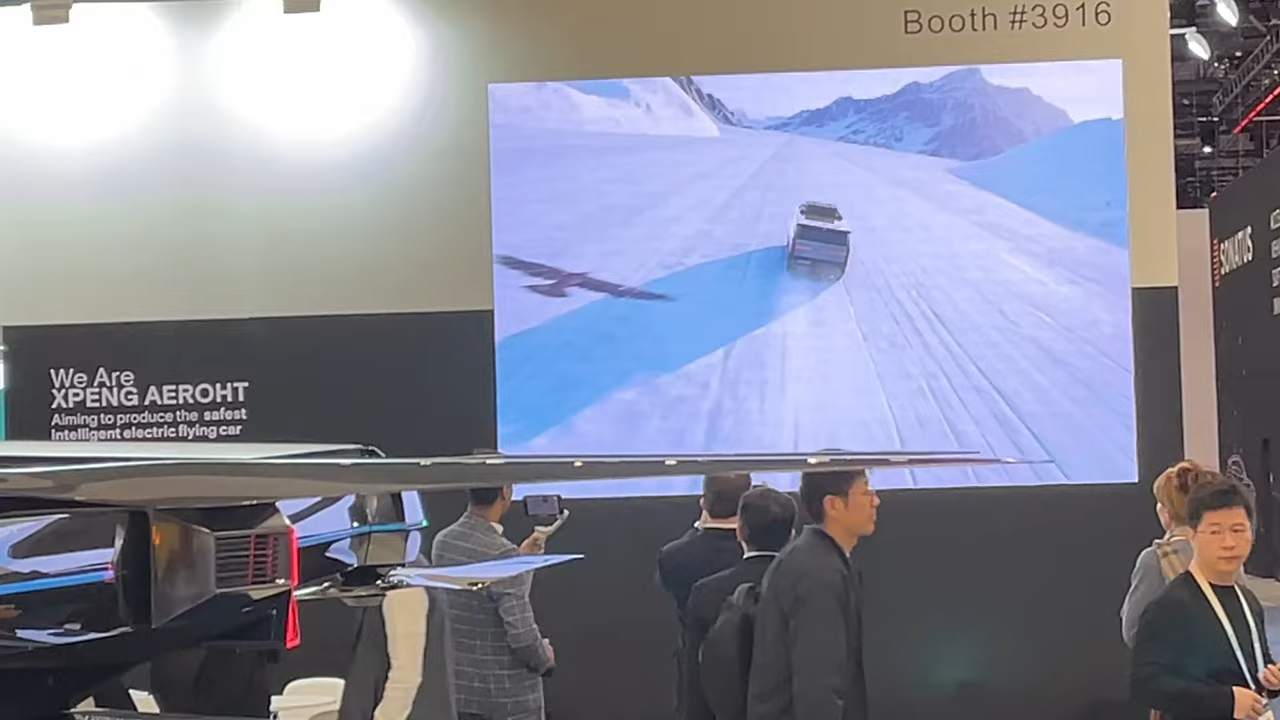 Booth #3916
We Are
XPENG AEROHT
Aiming to produce the safest
intelligent electric flying car
SONATUS